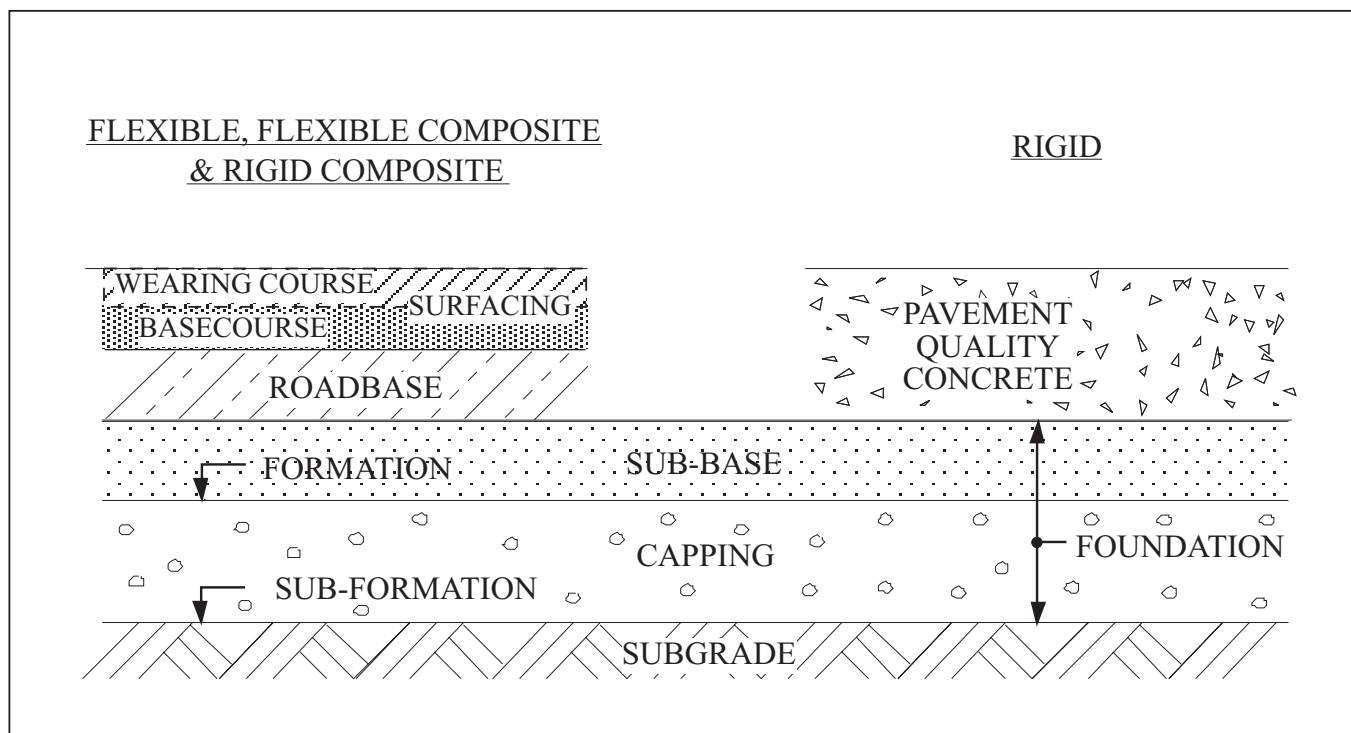 FLEXIBLE, FLEXIBLE COMPOSITE
& RIGID COMPOSITE
RIGID
WEARING COURSE
SURFACING
BASECOURSE
ROADBASE
PAVEMENT
QUALITY
CONCRETE
FORMATION
SUB-BASE
CAPPING
FOUNDATION
SUB-FORMATION
SUBGRADE